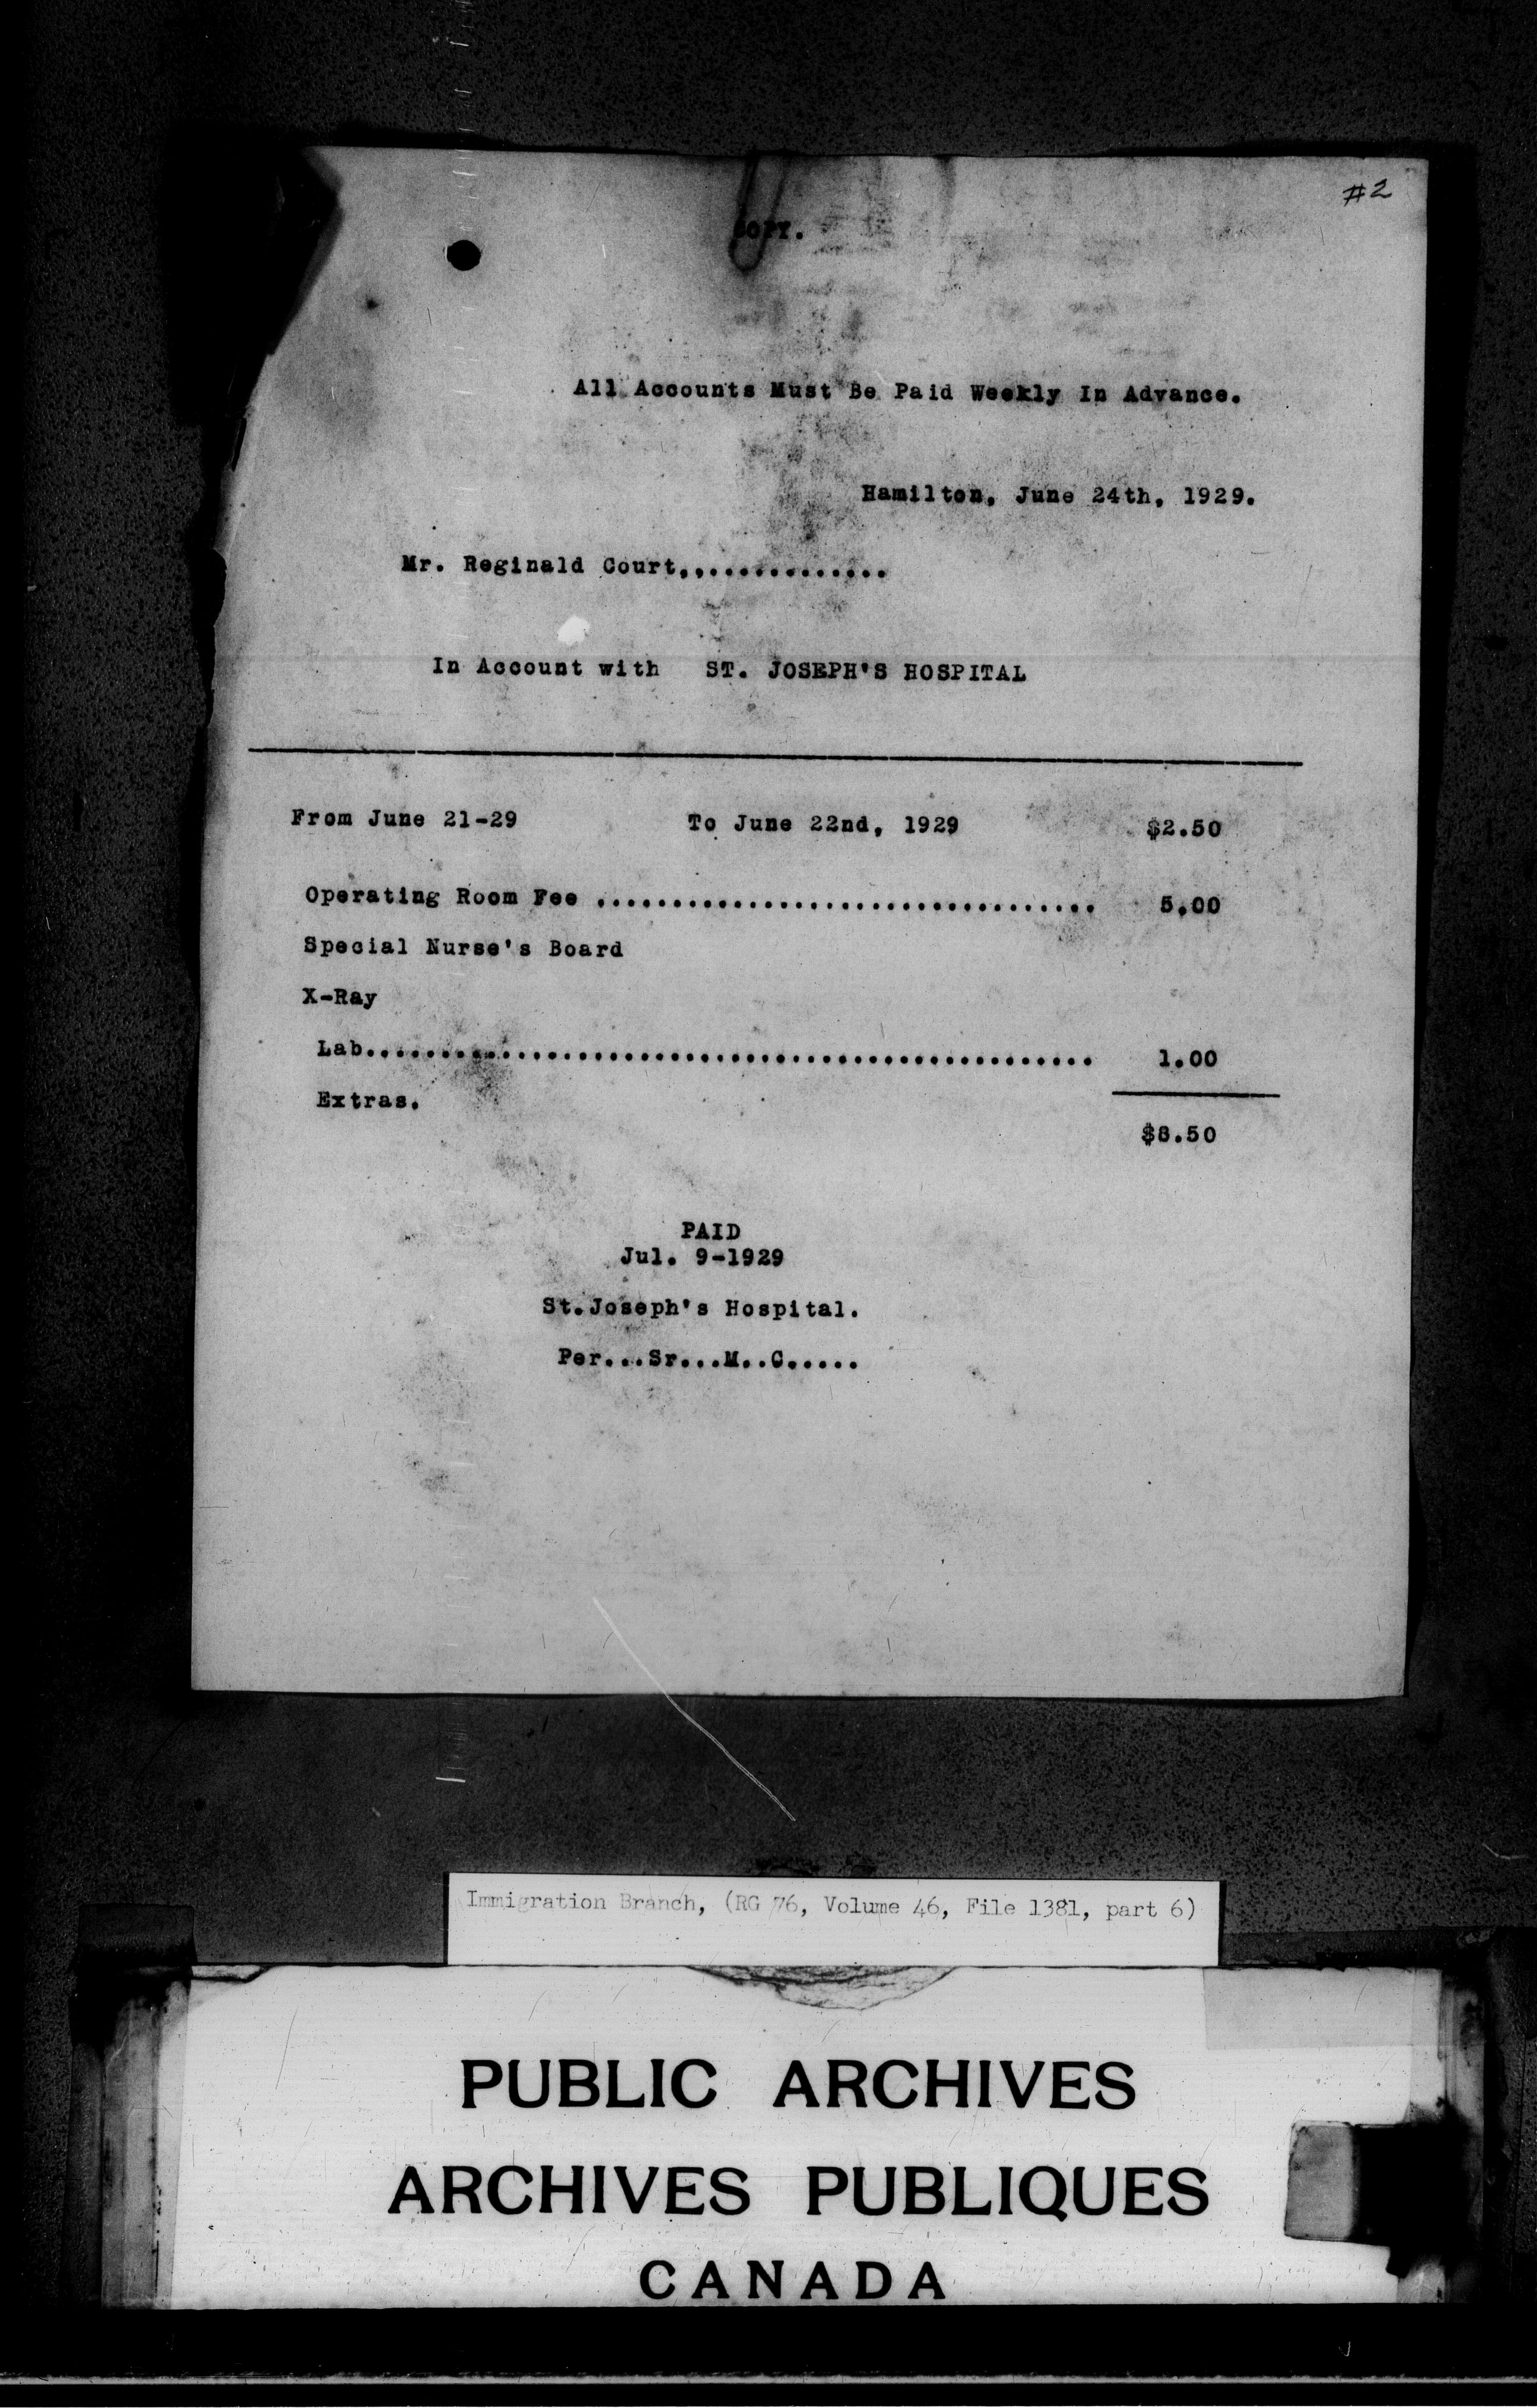 #2
COPY.
All Accounts Must Be Paid Weekly In Advance.
Hamilton, June 24th, 1929.
Mr. Reginald Court...............
In Account with ST. JOSEPH'S HOSPITAL
From June 21-29 To June 22nd, 1929 $2.50
Operating Room Fee ................................. 5.00
Special Nurse's Board
X-Ray
Lab................................................ 1.00
Extras.
$8.50
PAID
Jul. 9-1929
St.Joseph's Hospital.
Per...Sr...M..C.....
Immigration Branch, (RG 76, Volume 46, File 1381, part 6)
PUBLIC ARCHIVES
ARCHIVES PUBLIQUES
CANADA